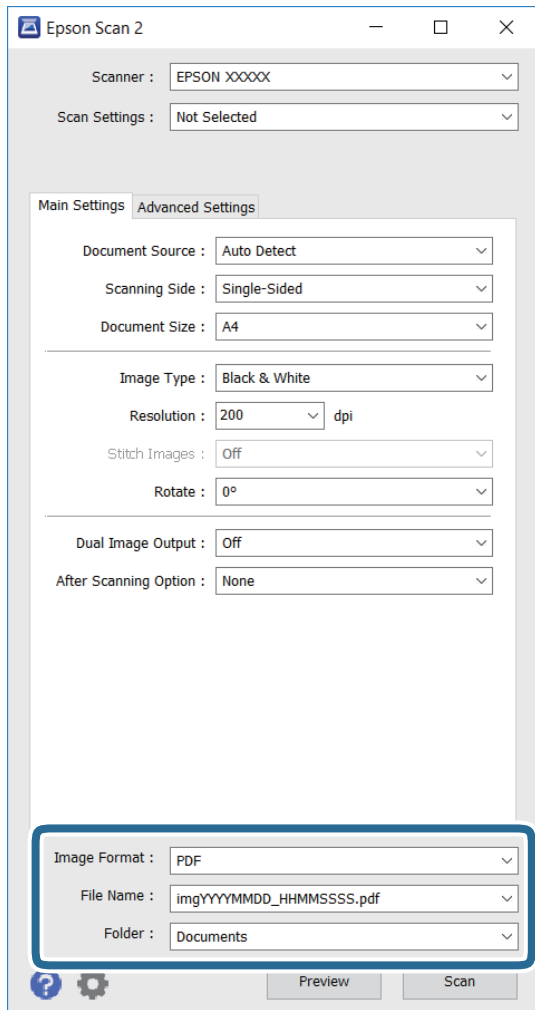 Epson Scan 2
Scanner : EPSON XXXXX
Scan Settings : Not Selected
Main Settings Advanced Settings
Document Source : Auto Detect
Scanning Side : Single-Sided
Document Size : A4
Image Type : Black & White
Resolution : 200 dpi
Stitch Images : Off
Rotate : 0º
Dual Image Output : Off
After Scanning Option : None
Image Format : PDF
File Name : imgYYYYMMDD_HHMMSSSS.pdf
Folder : Documents
? Preview Scan